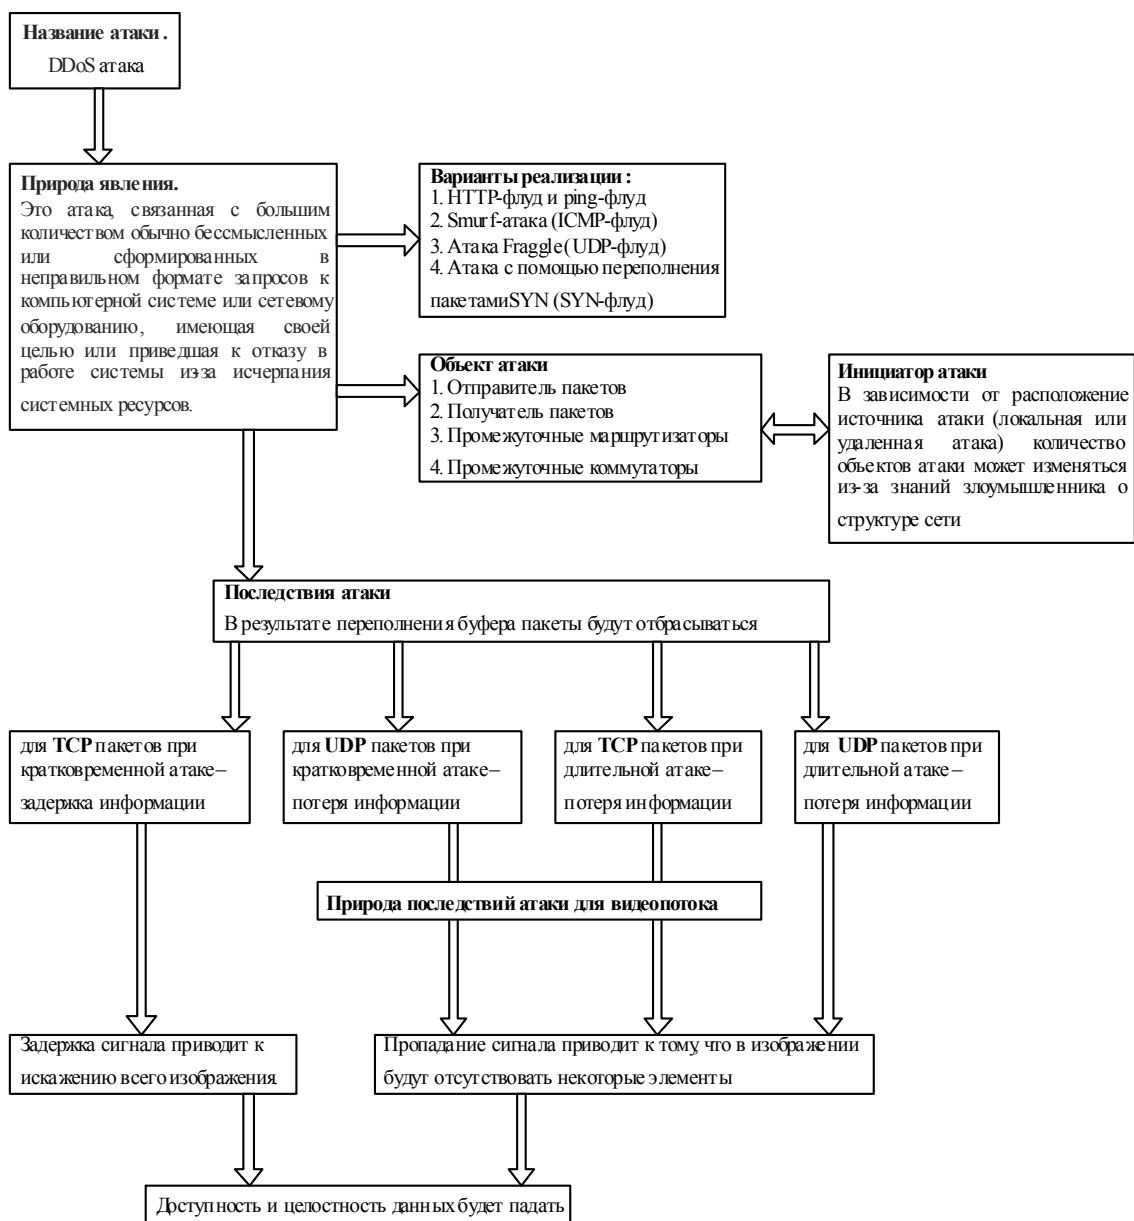 Название атаки.
DDoS атака
Природа явления.
Это атака, связанная с большим
количеством обычно бессмысленных
или сформированных в
неправильном формате запросов к
компьютерной системе или сетевому
оборудованию, имеющая своей
целью или приведшая к отказу в
работе системы из-за исчерпания
системных ресурсов.
Варианты реализации:
1. HTTP-флуд и ping-флуд
2. Smurf-атака (ICMP-флуд)
3. Атака Fraggle (UDP-флуд)
4. Атака с помощью переполнения
пакетами SYN (SYN-флуд)
Объект атаки
1. Отправитель пакетов
2. Получатель пакетов
3. Промежуточные маршрутизаторы
4. Промежуточные коммутаторы
Инициатор атаки
В зависимости от расположение
источника атаки (локальная или
удаленная атака) количество
объектов атаки может изменяться
из-за знаний злоумышленника о
структуре сети
Последствия атаки
В результате переполнения буфера пакеты будут отбрасываться
для TCP пакетов при
кратковременной атаке –
задержка информации
для UDP пакетов при
кратковременной атаке –
потеря информации
для TCP пакетов при
длительной атаке –
потеря информации
для UDP пакетов при
длительной атаке –
потеря информации
Природа последствий атаки для видеопотока
Задержка сигнала приводит к
искажению всего изображения.
Пропадание сигнала приводит к тому, что в изображении
будут отсутствовать некоторые элементы
Доступность и целостность данных будет падать